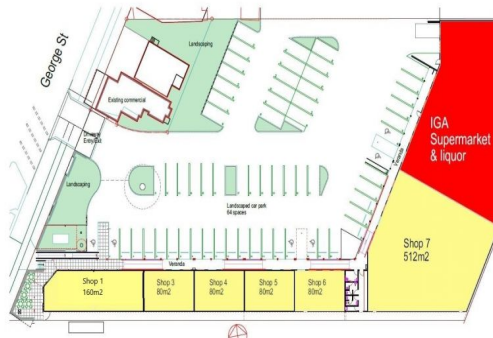 George St
Landscaping
Existing commercial
Driveway
Entry/Exit
IGA
Supermarket
& liquor
Veranda
Landscaping
Landscaped car park
64 spaces
Shop 7
512m2
Veranda
Shop 1
160m2
Shop 3
80m2
Shop 4
80m2
Shop 5
80m2
Shop 6
80m2